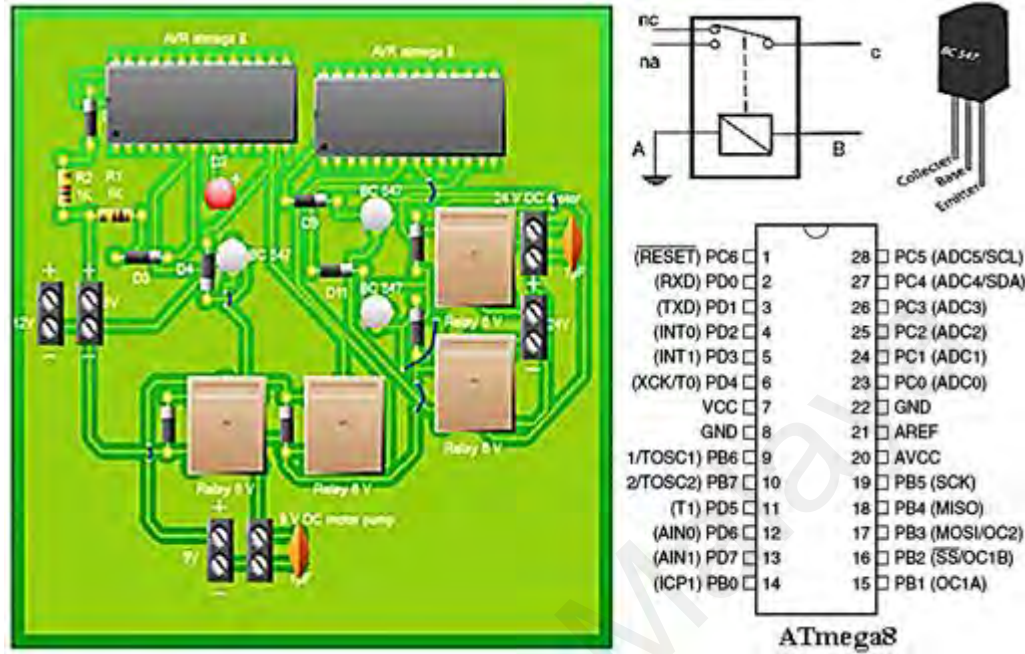 AVR atmega 8
AVR atmega 8
D2
+
R2 R1
1K 5K
BC 547
24 V DC Motor
D9
D3
D4
BC 547
D11
BC 547
+ +
12V
- -
Relay 6 V
+
24V
-
Relay 6 V
Relay 6 V
Relay 6 V
+
-
nc
na
c
A
B
BC 547
Collecter
Base
Emitter
(RESET) PC6 1
(RXD) PD0 2
(TXD) PD1 3
(INT0) PD2 4
(INT1) PD3 5
(XCK/T0) PD4 6
VCC 7
GND 8
1/TOSC1) PB6 9
2/TOSC2) PB7 10
(T1) PD5 11
(AIN0) PD6 12
(AIN1) PD7 13
(ICP1) PB0 14
28 PC5 (ADC5/SCL)
27 PC4 (ADC4/SDA)
26 PC3 (ADC3)
25 PC2 (ADC2)
24 PC1 (ADC1)
23 PC0 (ADC0)
22 GND
21 AREF
20 AVCC
19 PB5 (SCK)
18 PB4 (MISO)
17 PB3 (MOSI/OC2)
16 PB2 (SS/OC1B)
15 PB1 (OC1A)
ATmega8
V DC motor pump